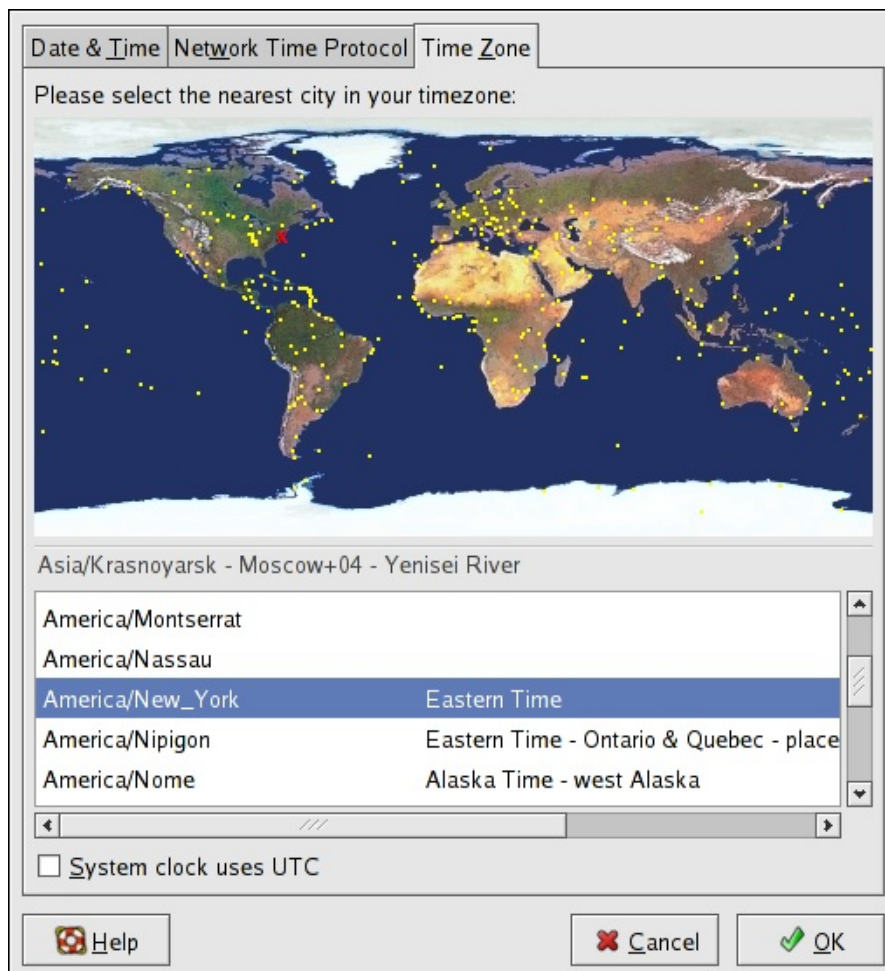 Date & Time Network Time Protocol Time Zone
Please select the nearest city in your timezone:
Asia/Krasnoyarsk - Moscow+04 - Yenisei River
America/Montserrat
America/Nassau
America/New_York Eastern Time
America/Nipigon Eastern Time - Ontario & Quebec - place
America/Nome Alaska Time - west Alaska
System clock uses UTC
Help Cancel OK